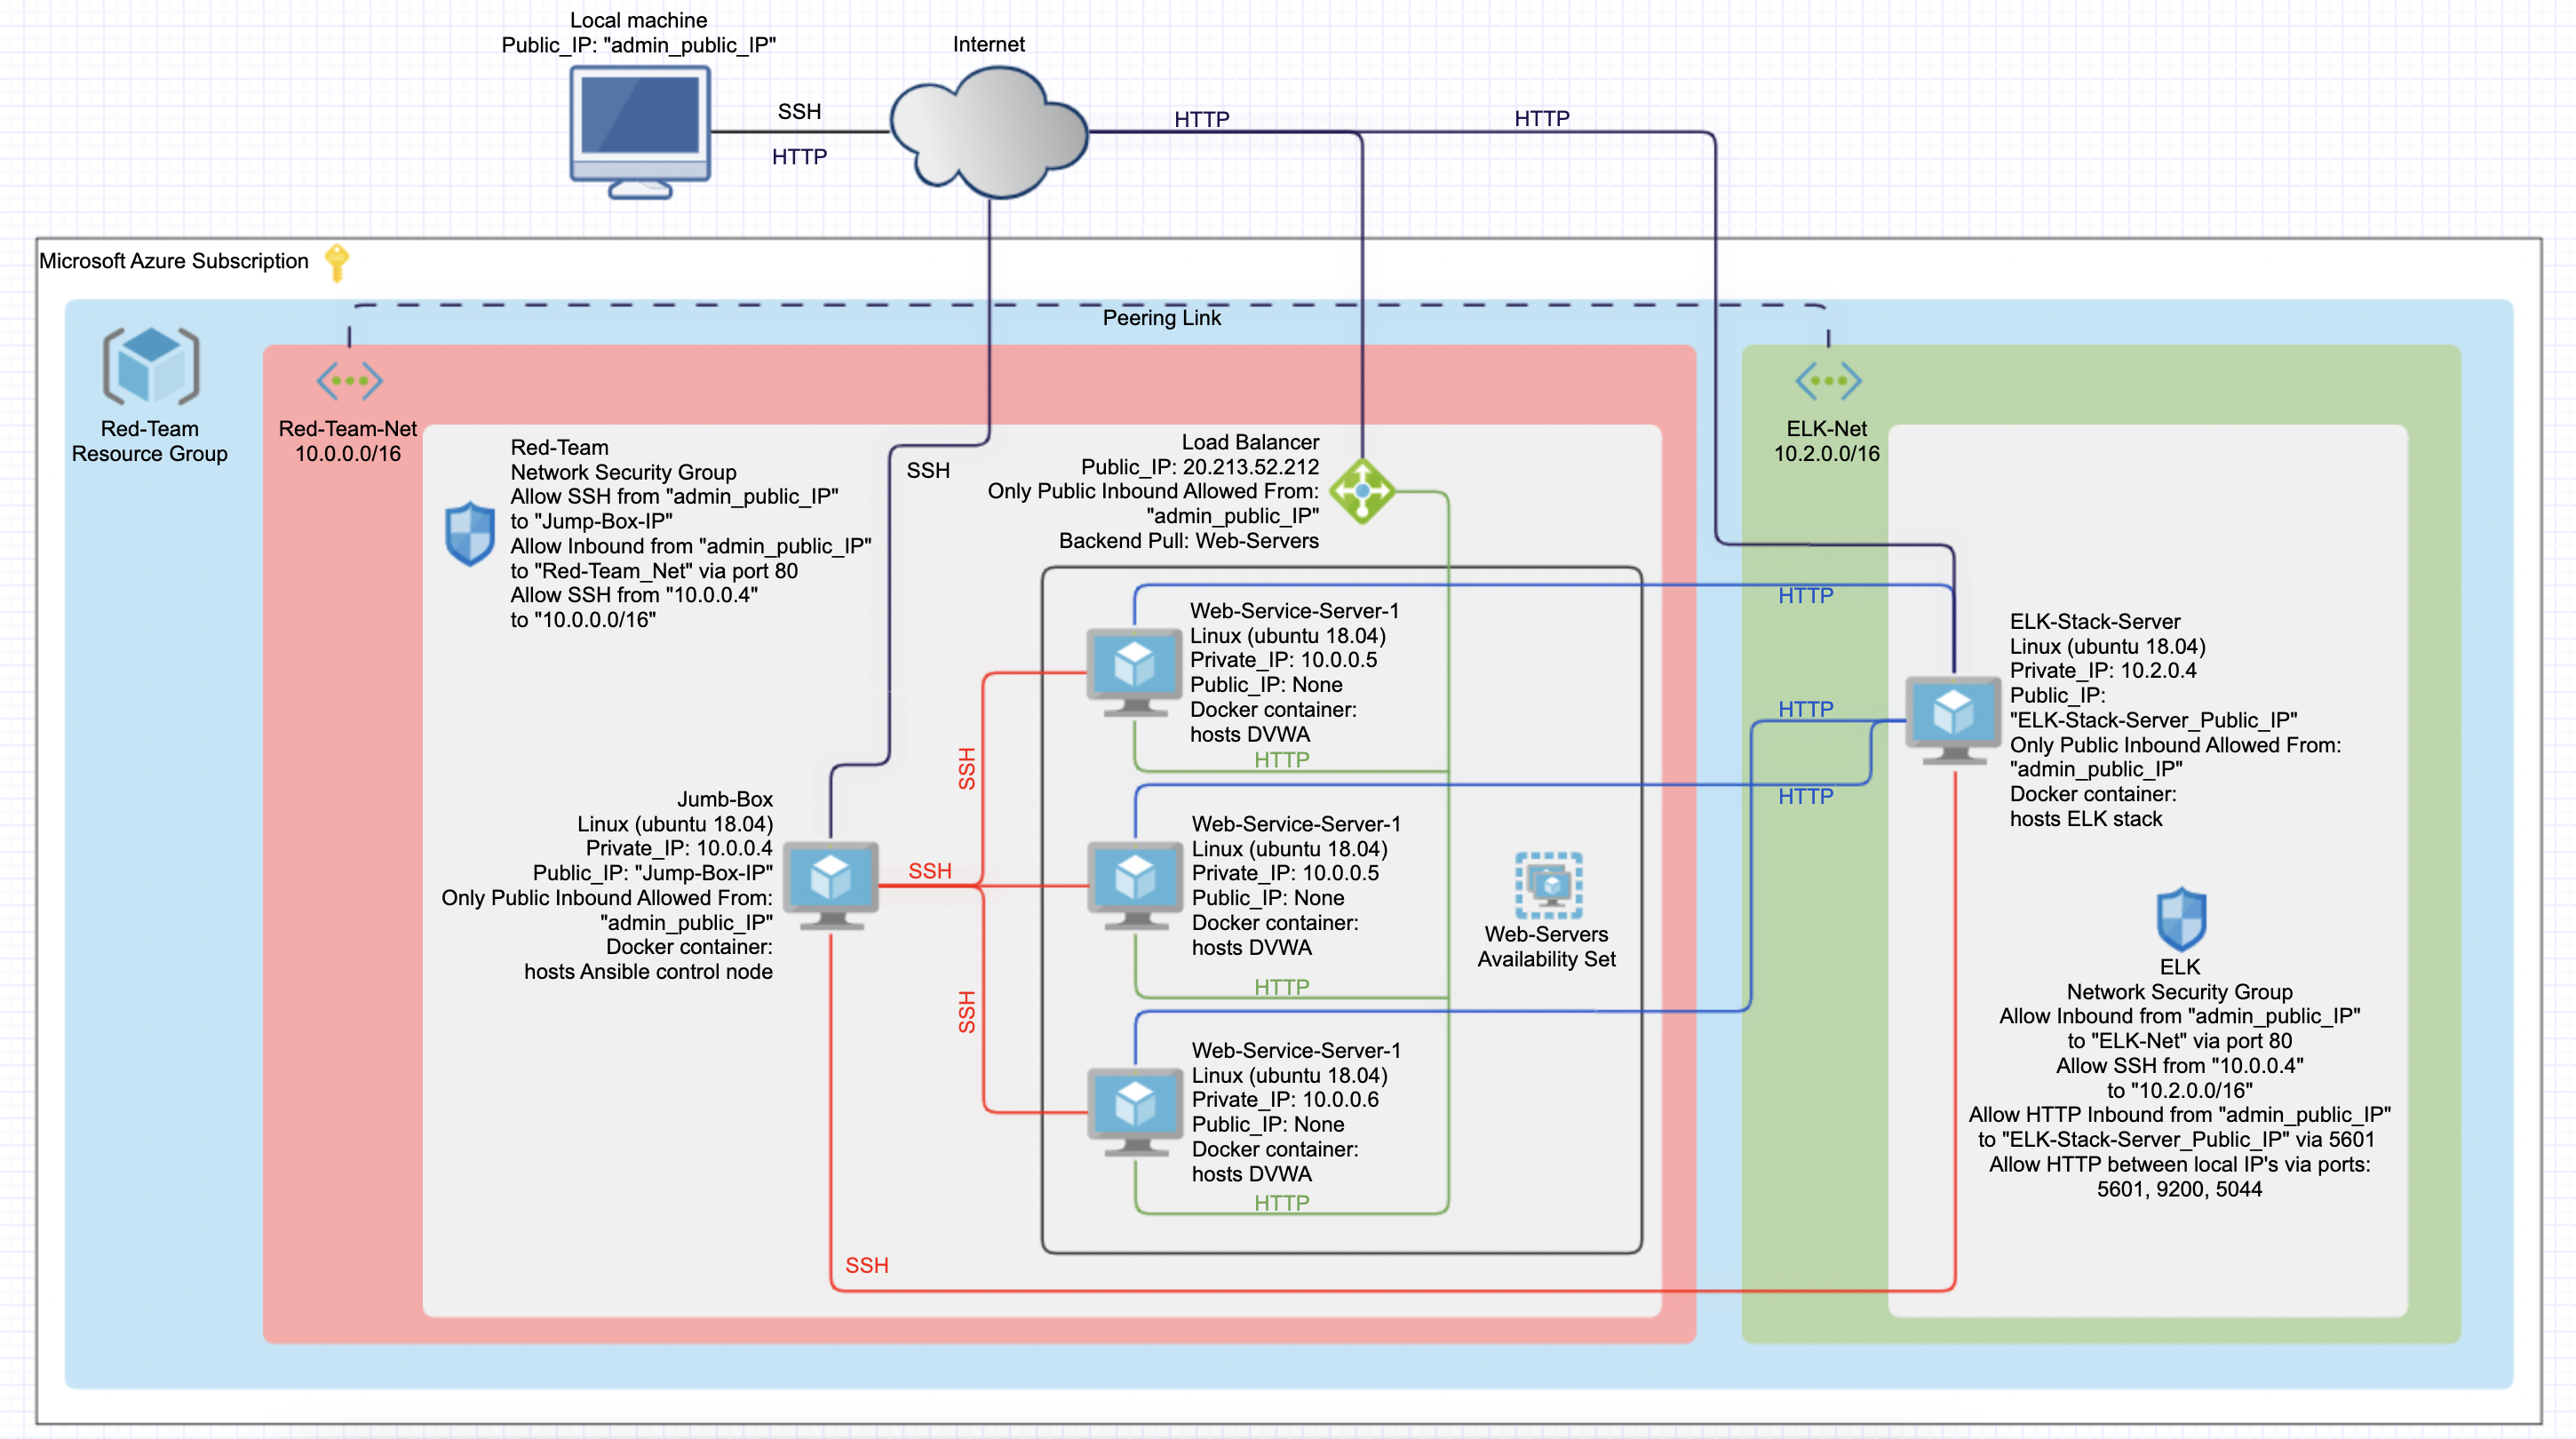 Local machine
Public_IP: "admin_public_IP"
Internet
SSH
HTTP
HTTP
HTTP
Microsoft Azure Subscription
Peering Link
Red-Team
Resource Group
Red-Team-Net
10.0.0.0/16
ELK-Net
10.2.0.0/16
Red-Team
Network Security Group
Allow SSH from "admin_public_IP"
to "Jump-Box-IP"
Allow Inbound from "admin_public_IP"
to "Red-Team_Net" via port 80
Allow SSH from "10.0.0.4"
to "10.0.0.0/16"
SSH
Load Balancer
Public_IP: 20.213.52.212
Only Public Inbound Allowed From:
"admin_public_IP"
Backend Pull: Web-Servers
HTTP
Web-Service-Server-1
Linux (ubuntu 18.04)
Private_IP: 10.0.0.5
Public_IP: None
Docker container:
hosts DVWA
HTTP
SSH
ELK-Stack-Server
Linux (ubuntu 18.04)
Private_IP: 10.2.0.4
Public_IP:
"ELK-Stack-Server_Public_IP"
Only Public Inbound Allowed From:
"admin_public_IP"
Docker container:
hosts ELK stack
HTTP
HTTP
Jumb-Box
Linux (ubuntu 18.04)
Private_IP: 10.0.0.4
Public_IP: "Jump-Box-IP"
Only Public Inbound Allowed From:
"admin_public_IP"
Docker container:
hosts Ansible control node
SSH
Web-Service-Server-1
Linux (ubuntu 18.04)
Private_IP: 10.0.0.5
Public_IP: None
Docker container:
hosts DVWA
HTTP
Web-Servers
Availability Set
SSH
Web-Service-Server-1
Linux (ubuntu 18.04)
Private_IP: 10.0.0.6
Public_IP: None
Docker container:
hosts DVWA
HTTP
ELK
Network Security Group
Allow Inbound from "admin_public_IP"
to "ELK-Net" via port 80
Allow SSH from "10.0.0.4"
to "10.2.0.0/16"
Allow HTTP Inbound from "admin_public_IP"
to "ELK-Stack-Server_Public_IP" via 5601
Allow HTTP between local IP's via ports:
5601, 9200, 5044
SSH